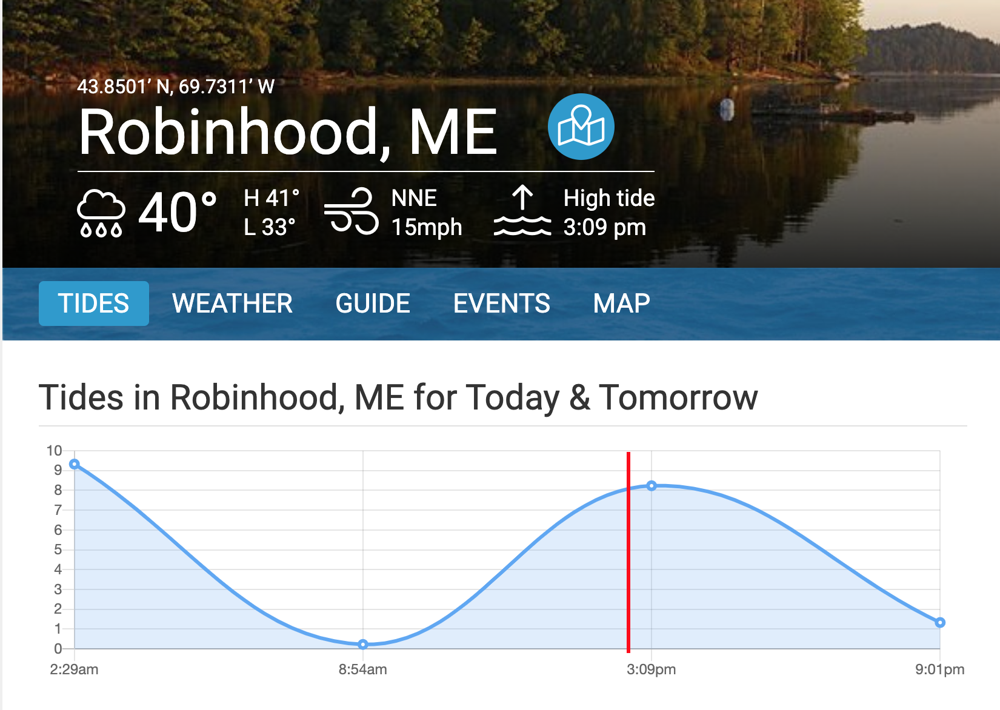 43.8501’ N, 69.7311’ W
Robinhood, ME
40° H 41° NNE High tide
L 33° 15mph 3:09 pm
TIDES WEATHER GUIDE EVENTS MAP
Tides in Robinhood, ME for Today & Tomorrow
10
9
8
7
6
5
4
3
2
1
0
2:29am 8:54am 3:09pm 9:01pm